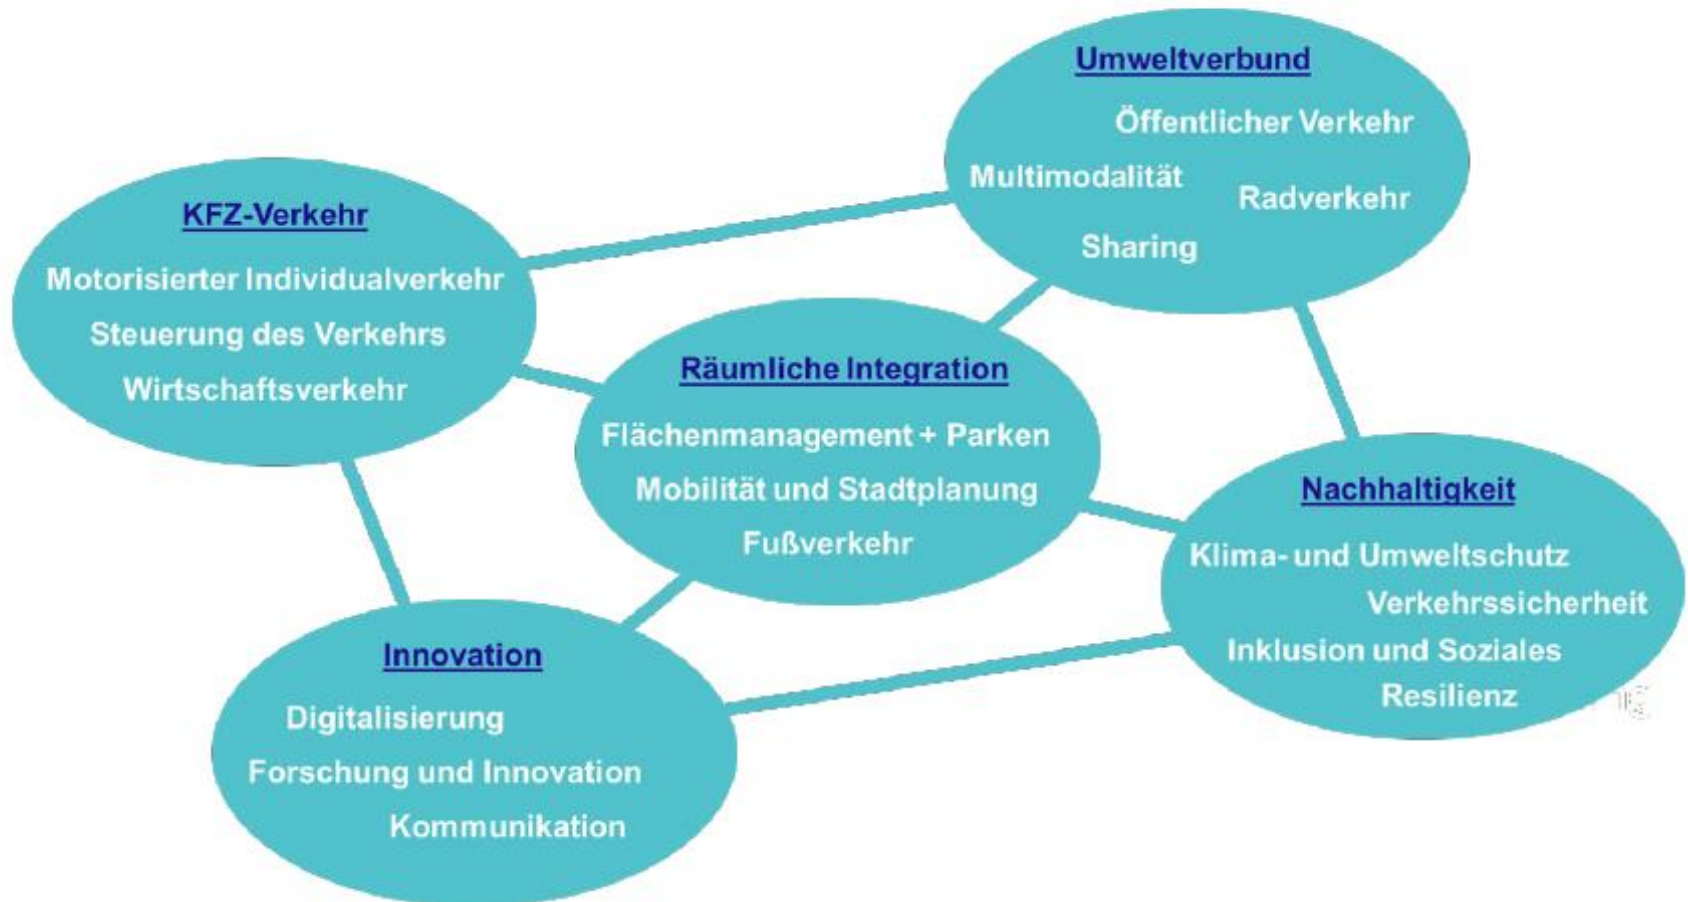 Umweltverbund
Öffentlicher Verkehr
Multimodalität
Radverkehr
Sharing
KFZ-Verkehr
Motorisierter Individualverkehr
Steuerung des Verkehrs
Wirtschaftsverkehr
Räumliche Integration
Flächenmanagement + Parken
Mobilität und Stadtplanung
Fußverkehr
Nachhaltigkeit
Klima- und Umweltschutz
Verkehrssicherheit
Inklusion und Soziales
Resilienz
Innovation
Digitalisierung
Forschung und Innovation
Kommunikation